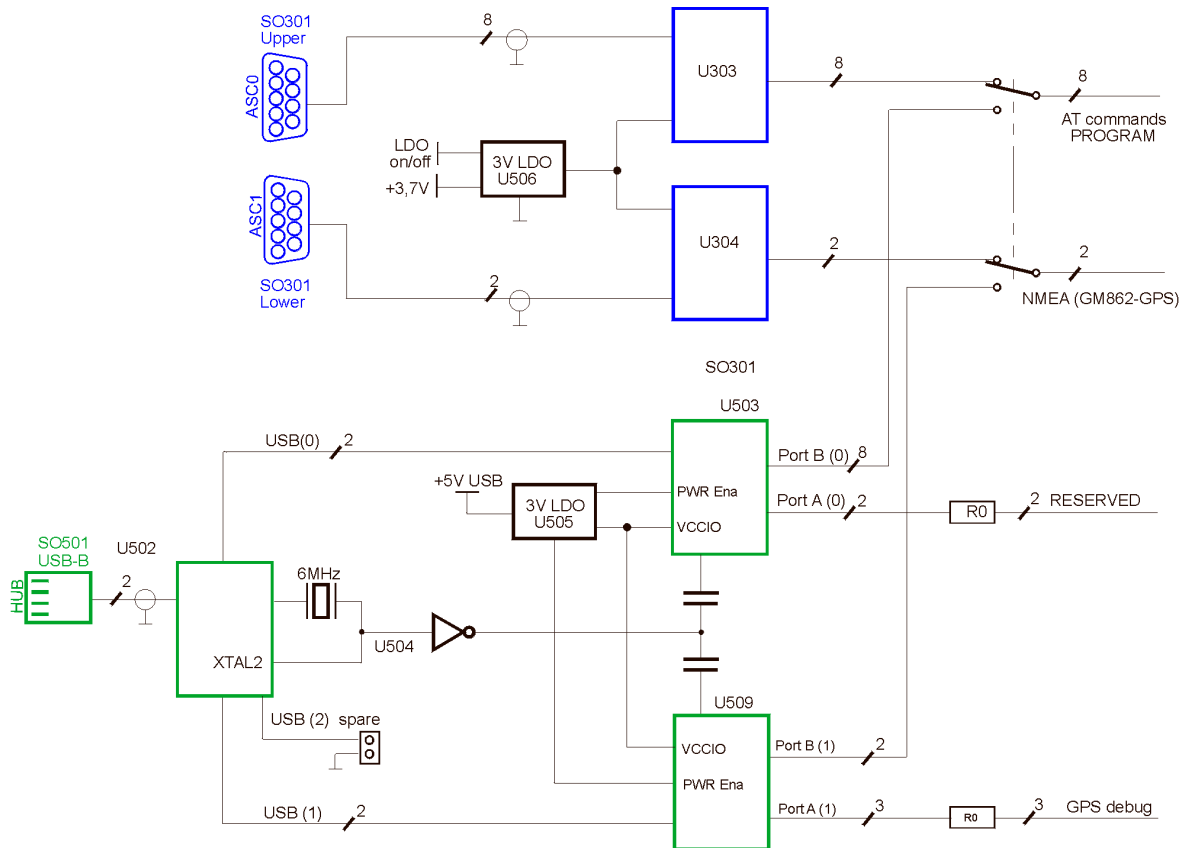 SO301
Upper
8
ASC0
U303
8
8
AT commands
PROGRAM
LDO
on/off
+3,7V
3V LDO
U506
ASC1
U304
2
2
NMEA (GM862-GPS)
2
SO301
Lower
SO301
U503
USB(0)
2
Port B (0)
8
+5V USB
3V LDO
U505
PWR Ena
VCCIO
Port A (0)
2
R0
2
RESERVED
SO501
USB-B
HUB
U502
2
6MHz
XTAL2
U504
USB (2) spare
U509
VCCIO
PWR Ena
Port B (1)
2
USB (1)
2
Port A (1)
3
R0
3
GPS debug